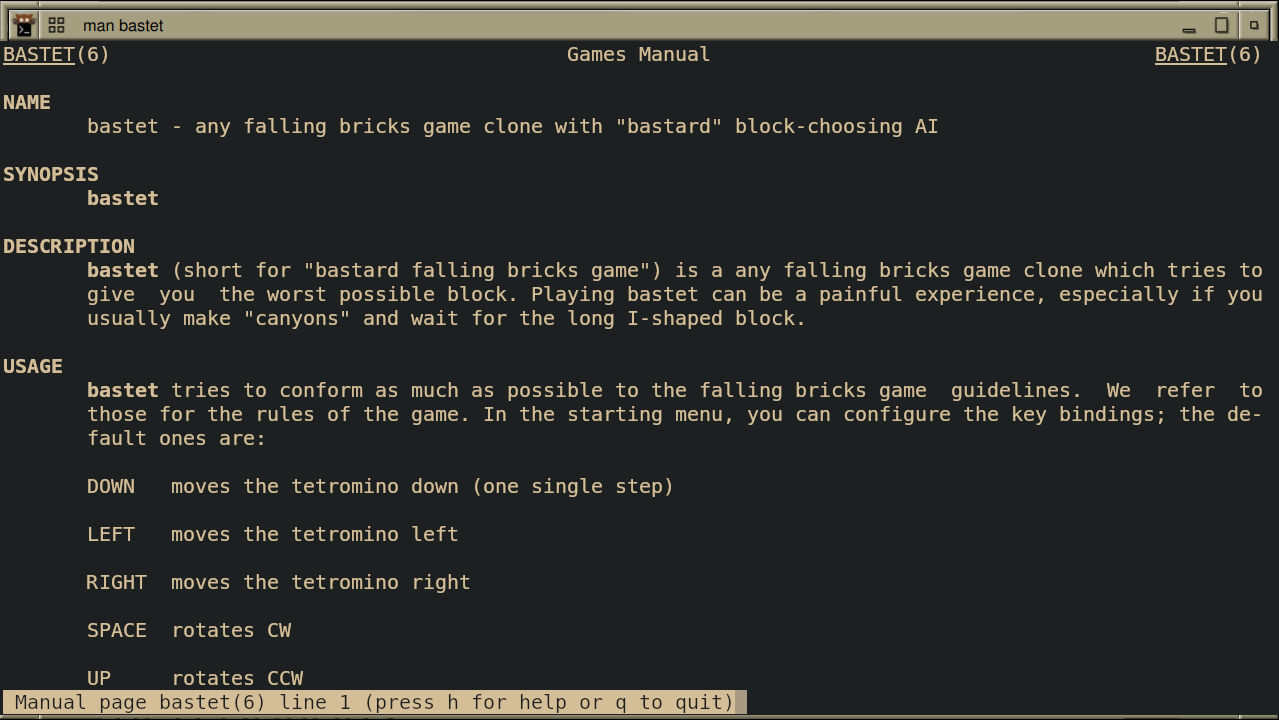 man bastet
BASTET(6) Games Manual BASTET(6)
NAME
bastet - any falling bricks game clone with "bastard" block-choosing AI
SYNOPSIS
bastet
DESCRIPTION
bastet (short for "bastard falling bricks game") is a any falling bricks game clone which tries to
give you the worst possible block. Playing bastet can be a painful experience, especially if you
usually make "canyons" and wait for the long I-shaped block.
USAGE
bastet tries to conform as much as possible to the falling bricks game guidelines. We refer to
those for the rules of the game. In the starting menu, you can configure the key bindings; the de-
fault ones are:
DOWN moves the tetromino down (one single step)
LEFT moves the tetromino left
RIGHT moves the tetromino right
SPACE rotates CW
UP rotates CCW
Manual page bastet(6) line 1 (press h for help or q to quit)